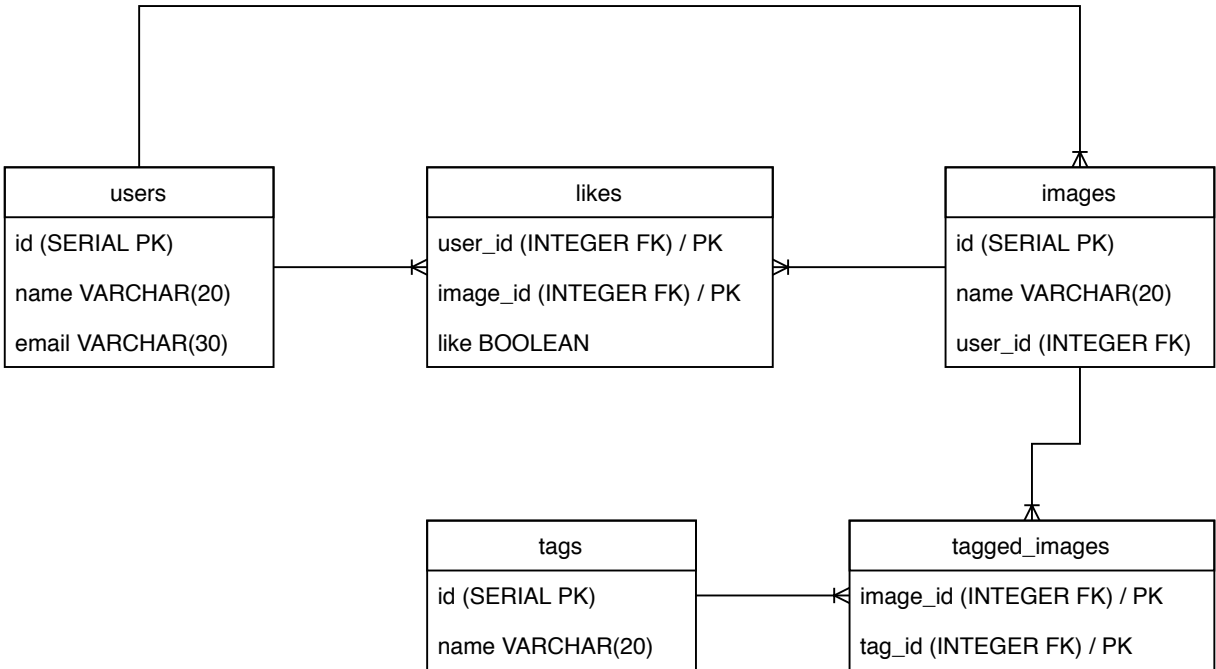 users
id (SERIAL PK)
name VARCHAR(20)
email VARCHAR(30)
likes
user_id (INTEGER FK) / PK
image_id (INTEGER FK) / PK
like BOOLEAN
images
id (SERIAL PK)
name VARCHAR(20)
user_id (INTEGER FK)
tags
id (SERIAL PK)
name VARCHAR(20)
tagged_images
image_id (INTEGER FK) / PK
tag_id (INTEGER FK) / PK